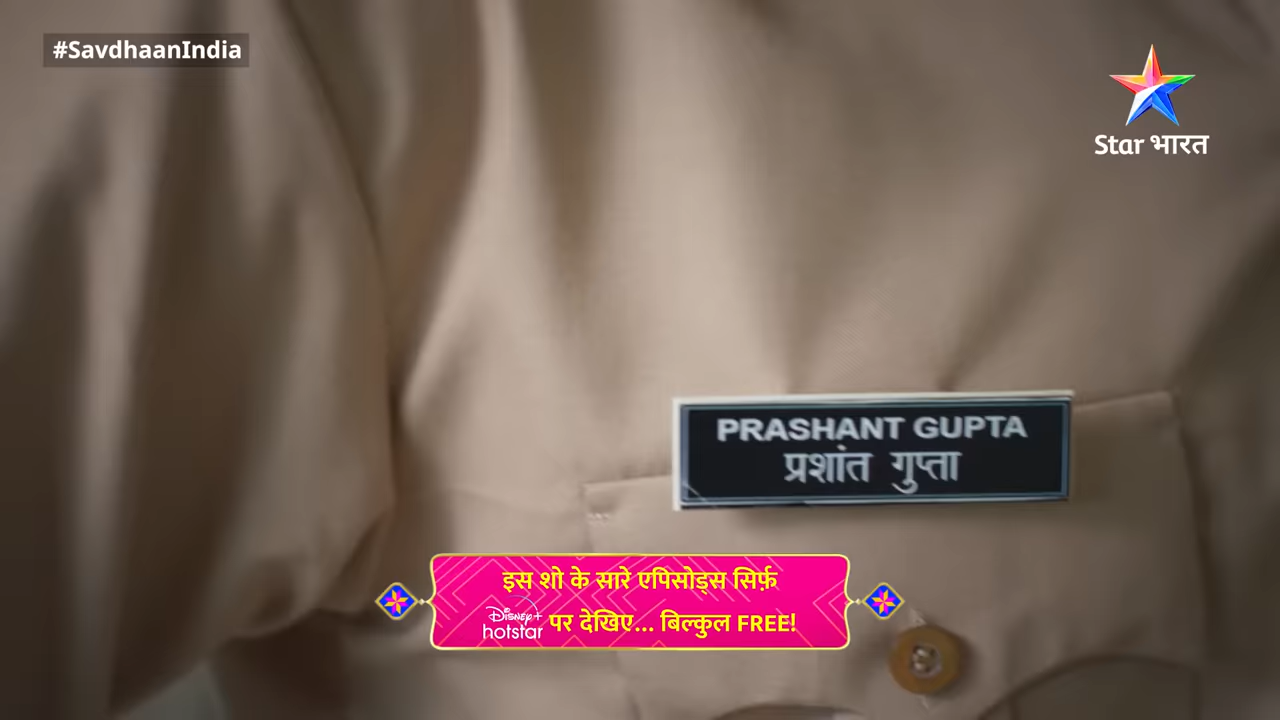 #SavdhaanIndia
Star भारत
PRASHANT GUPTA
प्रशांत गुप्ता
इस शो के सारे एपिसोड्स सिर्फ़
Disney+ hotstar पर देखिए... बिल्कुल FREE!